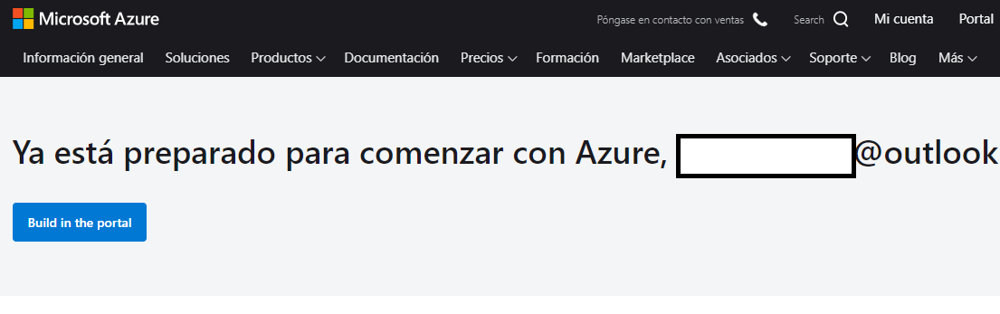 Microsoft Azure
Póngase en contacto con ventas Search Mi cuenta Portal
Información general Soluciones Productos Documentación Precios Formación Marketplace Asociados Soporte Blog Más
Ya está preparado para comenzar con Azure, @outlook
Build in the portal